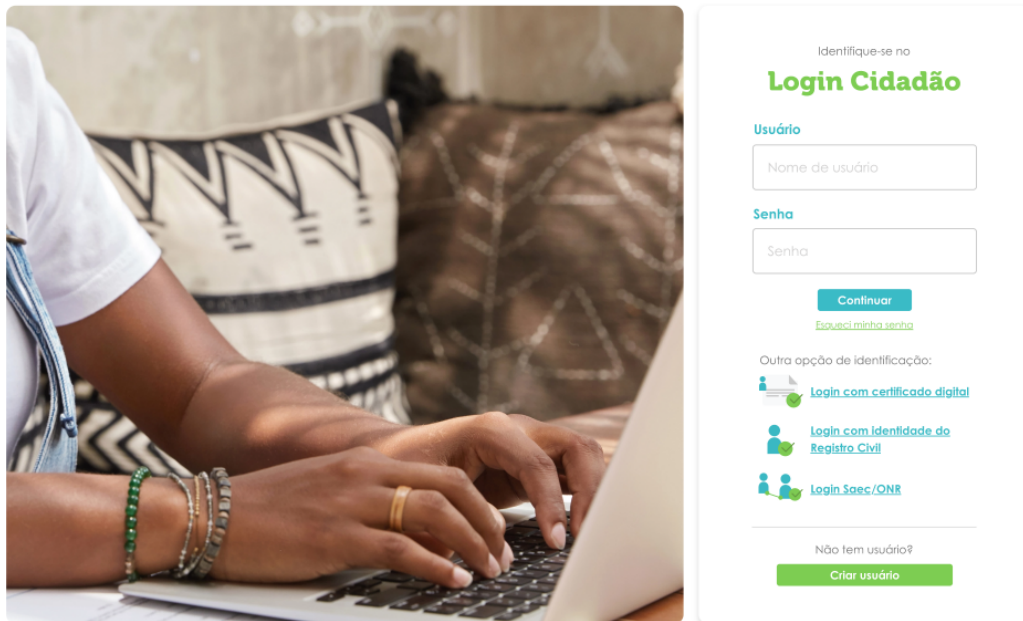 Identifique-se no
Login Cidadão
Usuário
Nome de usuário
Senha
Senha
Continuar
Esqueci minha senha
Outra opção de identificação:
Login com certificado digital
Login com identidade do
Registro Civil
Login Saec/ONR
Não tem usuário?
Criar usuário